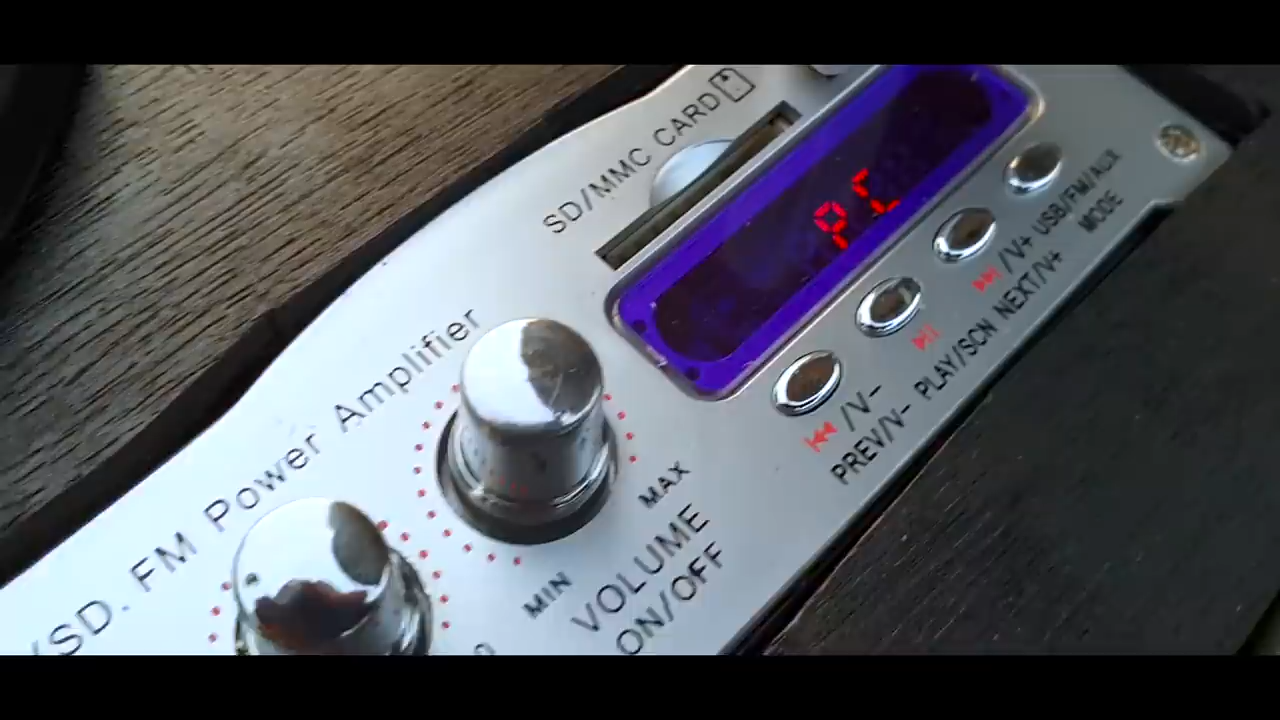 SD/MMC CARD
PC
/SD. FM Power Amplifier
MAX
MIN
VOLUME
ON/OFF
/V-
PREV/V-
PLAY/SCN
/V+
NEXT/V+
USB/FM/AUX
MODE